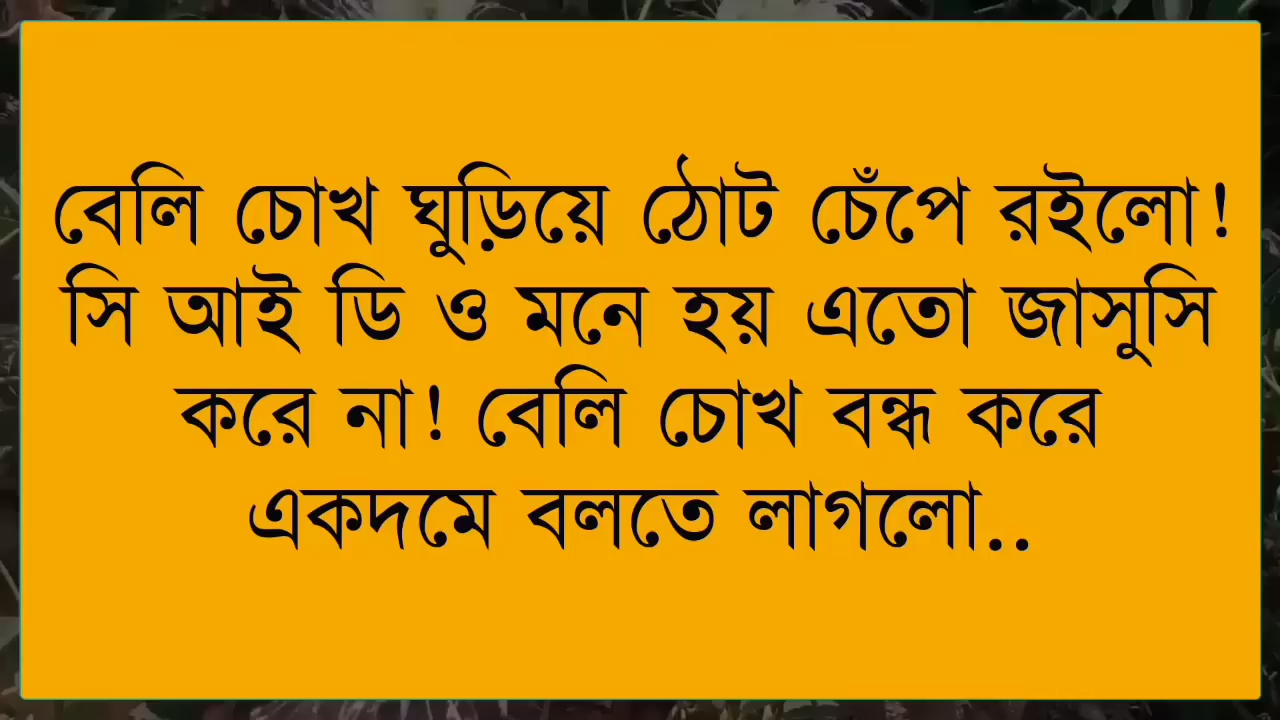 বেলি চোখ ঘুড়িয়ে ঠোট চেঁপে রইলো!
সি আই ডি ও মনে হয় এতো জাসুসি
করে না! বেলি চোখ বন্ধ করে
একদমে বলতে লাগলো..